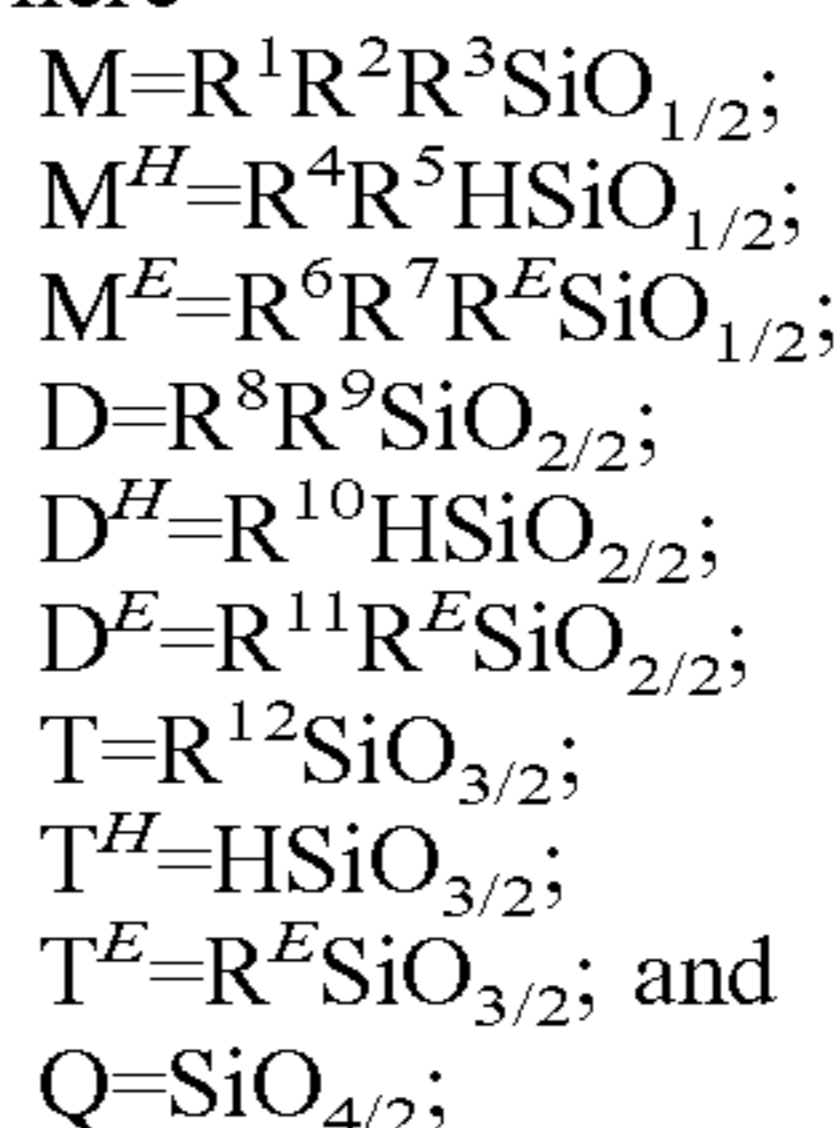 here
M=R¹R²R³SiO₁/₂;
Mᴴ=R⁴R⁵HSiO₁/₂;
Mᴱ=R⁶R⁷RᴱSiO₁/₂;
D=R⁸R⁹SiO₂/₂;
Dᴴ=R¹⁰HSiO₂/₂;
Dᴱ=R¹¹RᴱSiO₂/₂;
T=R¹²SiO₃/₂;
Tᴴ=HSiO₃/₂;
Tᴱ=RᴱSiO₃/₂; and
Q=SiO₄/₂;